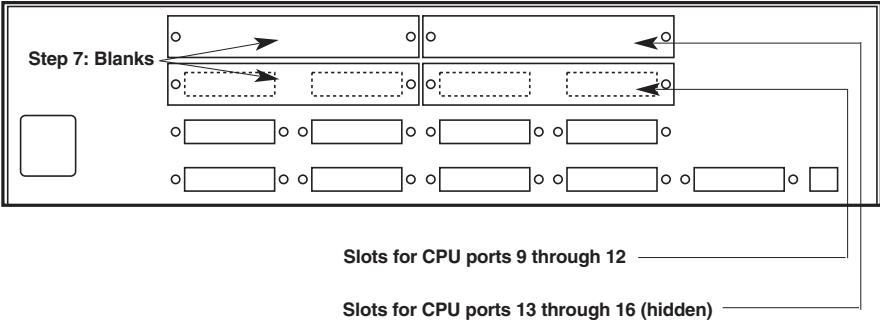 Step 7: Blanks
Slots for CPU ports 9 through 12
Slots for CPU ports 13 through 16 (hidden)